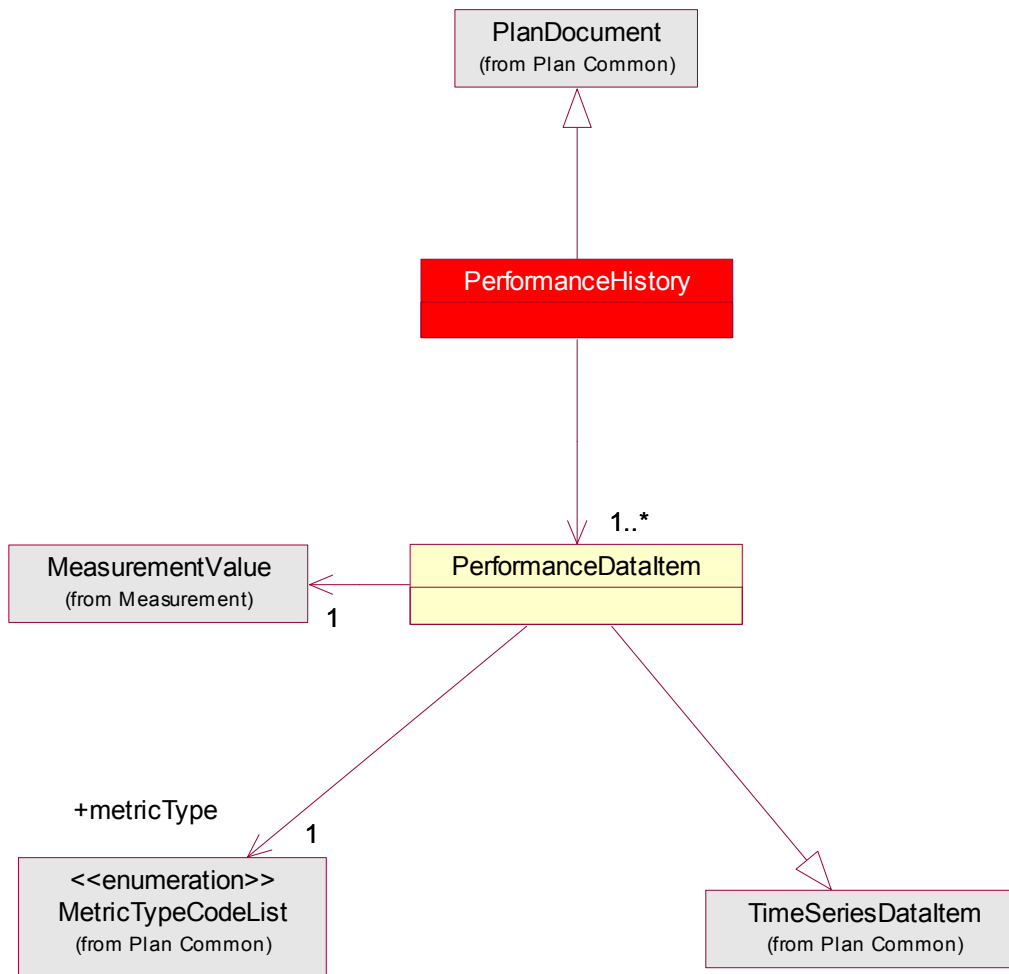 PlanDocument
(from Plan Common)
PerformanceHistory
1..*
PerformanceDataItem
MeasurementValue
(from Measurement)
1
+metricType
1
<<enumeration>>
MetricTypeCodeList
(from Plan Common)
TimeSeriesDataItem
(from Plan Common)